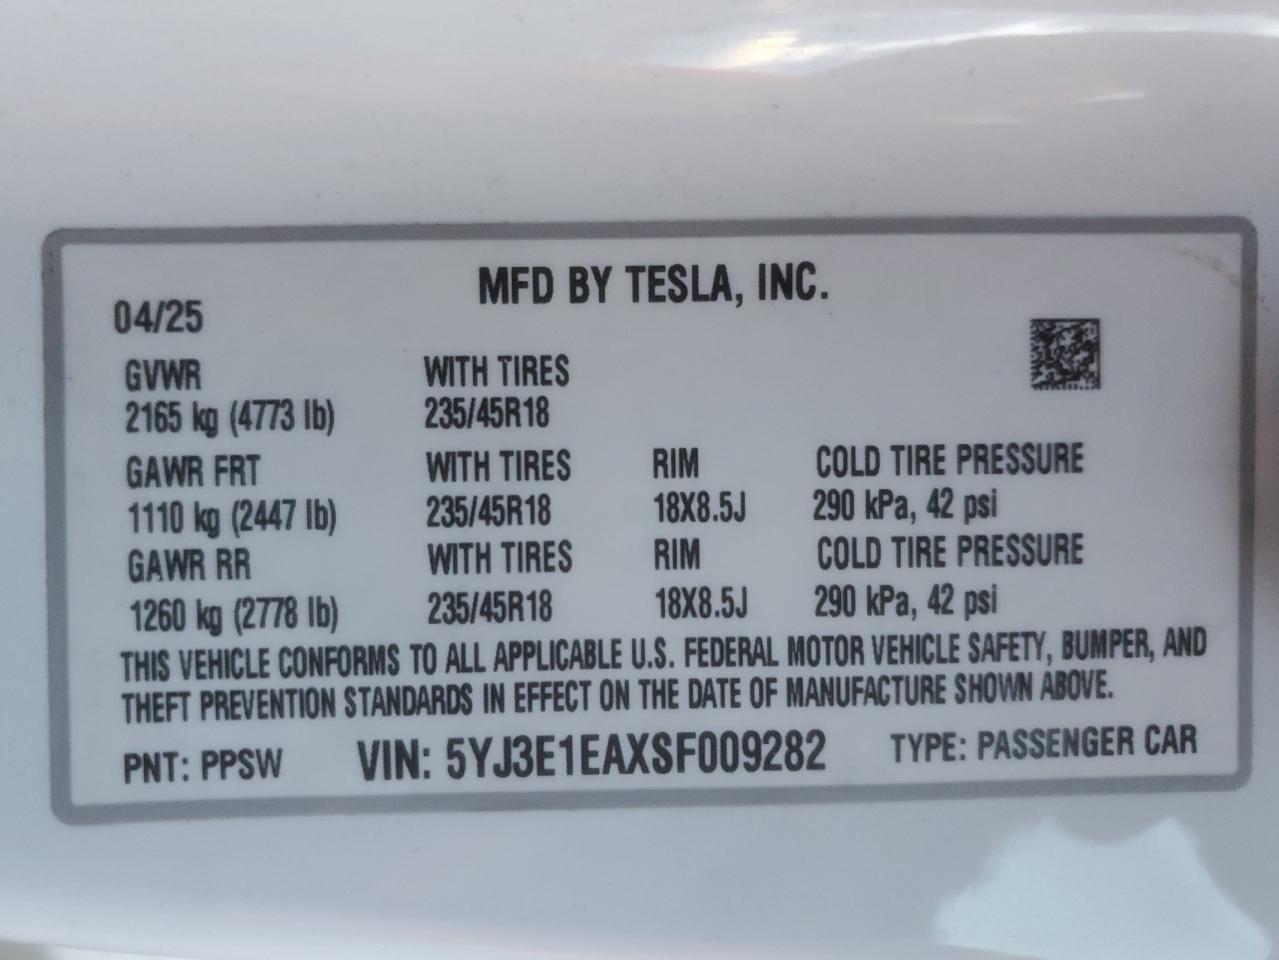 MFD BY TESLA, INC.
04/25
GVWR WITH TIRES
2165 kg (4773 lb) 235/45R18
GAWR FRT WITH TIRES RIM COLD TIRE PRESSURE
1110 kg (2447 lb) 235/45R18 18X8.5J 290 kPa, 42 psi
GAWR RR WITH TIRES RIM COLD TIRE PRESSURE
1260 kg (2778 lb) 235/45R18 18X8.5J 290 kPa, 42 psi
THIS VEHICLE CONFORMS TO ALL APPLICABLE U.S. FEDERAL MOTOR VEHICLE SAFETY, BUMPER, AND
THEFT PREVENTION STANDARDS IN EFFECT ON THE DATE OF MANUFACTURE SHOWN ABOVE.
PNT: PPSW VIN: 5YJ3E1EAXSF009282 TYPE: PASSENGER CAR